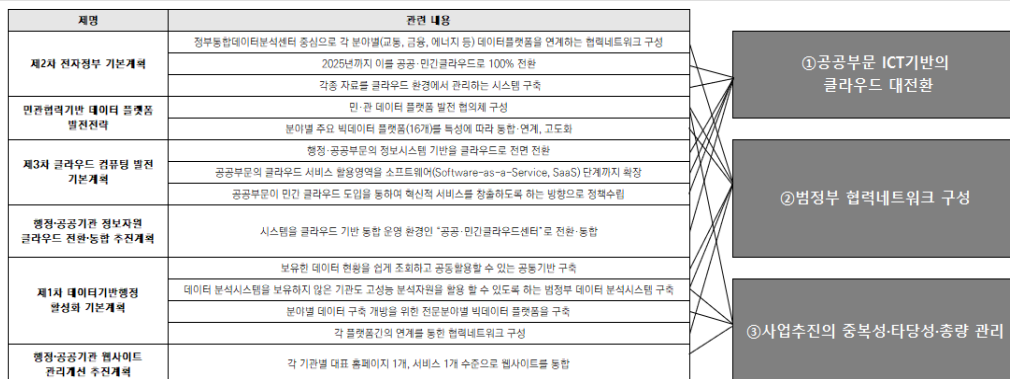 제명
관련 내용
제2차 전자정부 기본계획
정부통합데이터분석센터 중심으로 각 분야별(교통, 금융, 에너지 등) 데이터플랫폼을 연계하는 협력네트워크 구성
2025년까지 이를 공공·민간클라우드로 100% 전환
각종 자료를 클라우드 환경에서 관리하는 시스템 구축
민관협력기반 데이터 플랫폼
발전전략
민·관 데이터 플랫폼 발전 협의체 구성
분야별 주요 빅데이터 플랫폼(16개)를 특성에 따라 통합·연계, 고도화
제3차 클라우드 컴퓨팅 발전
기본계획
행정·공공부문의 정보시스템 기반을 클라우드로 전면 전환
공공부문의 클라우드 서비스 활용영역을 소프트웨어(Software-as-a-Service, SaaS) 단계까지 확장
공공부문이 민간 클라우드 도입을 통하여 혁신적 서비스를 창출하도록 하는 방향으로 정책수립
행정·공공기관 정보자원
클라우드 전환·통합 추진계획
시스템을 클라우드 기반 통합 운영 환경인 “공공·민간클라우드센터”로 전환·통합
제1차 데이터기반행정
활성화 기본계획
보유한 데이터 현황을 쉽게 조회하고 공동활용할 수 있는 공통기반 구축
데이터 분석시스템을 보유하지 않은 기관도 고성능 분석자원을 활용 할 수 있도록 하는 범정부 데이터 분석시스템 구축
분야별 데이터 구축 개방을 위한 전문분야별 빅데이터 플랫폼을 구축
각 플랫폼간의 연계를 통한 협력네트워크 구성
행정·공공기관 웹사이트
관리개선 추진계획
각 기관별 대표 홈페이지 1개, 서비스 1개 수준으로 웹사이트를 통합
①공공부문 ICT기반의
클라우드 대전환
②범정부 협력네트워크 구성
③사업추진의 중복성·타당성·총량 관리